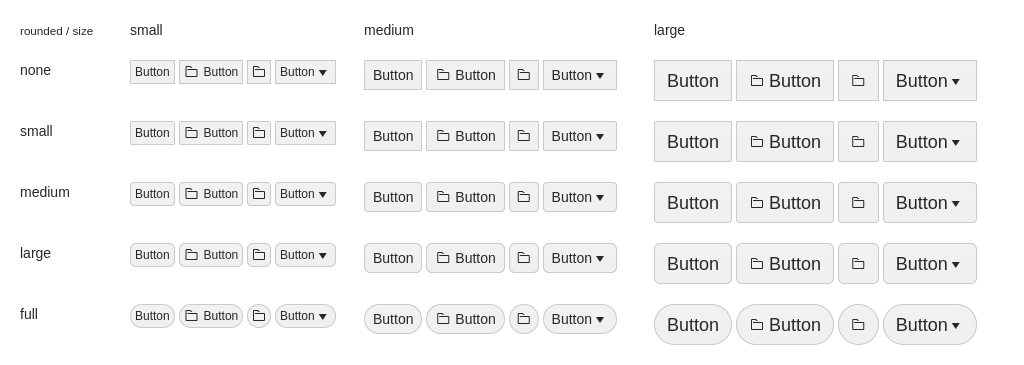 rounded / size small medium large
none Button Button Button Button Button Button Button Button Button
small Button Button Button Button Button Button Button Button Button
medium Button Button Button Button Button Button Button Button Button
large Button Button Button Button Button Button Button Button Button
full Button Button Button Button Button Button Button Button Button